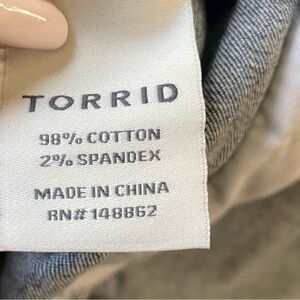 TORRID
98% COTTON
2% SPANDEX
MADE IN CHINA
RN# 148862